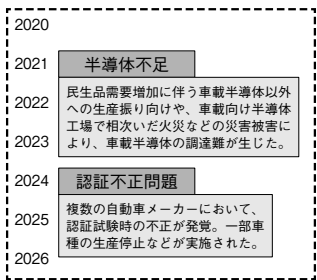 2020
2021
半導体不足
民生品需要増加に伴う車載半導体以外
への生産振り向けや、車載向け半導体
2022
工場で相次いだ火災などの災害被害に
2023
より、車載半導体の調達難が生じた。
2024
認証不正問題
複数の自動車メーカーにおいて、
2025
認証試験時の不正が発覚。一部車
種の生産停止などが実施された。
2026